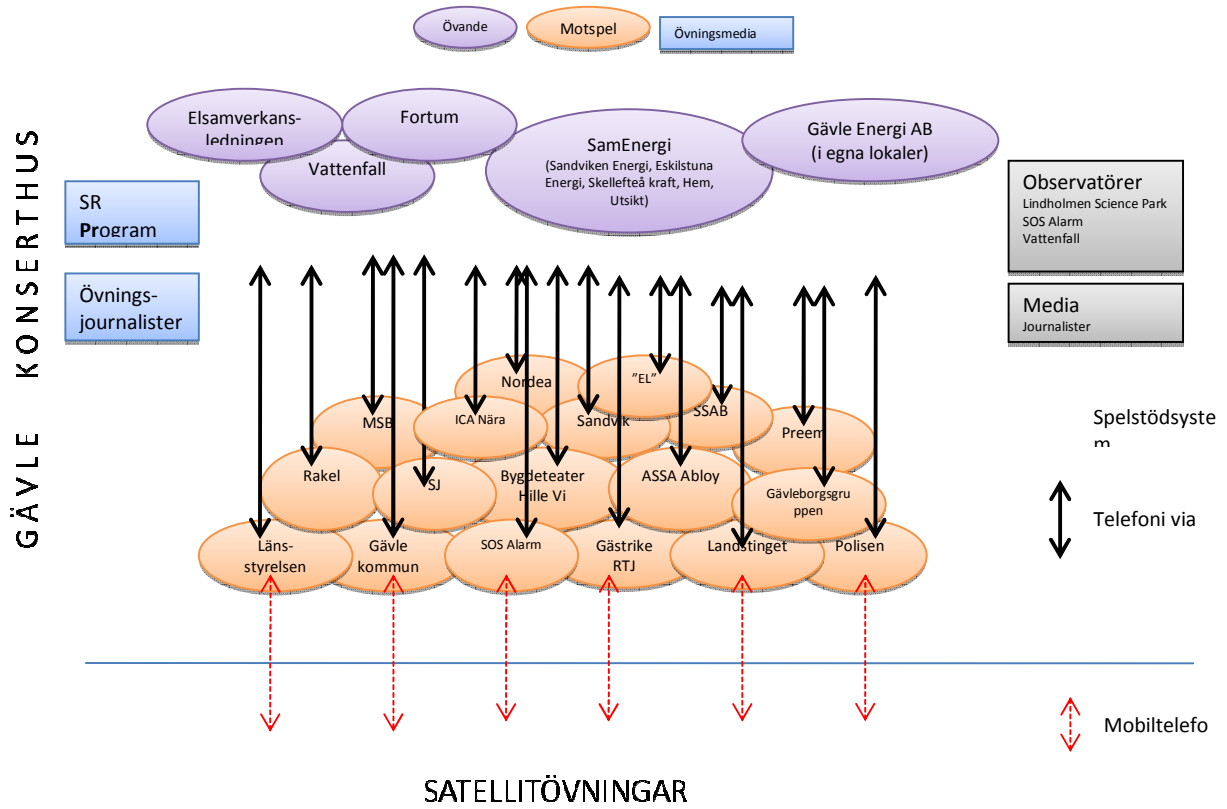 Övande
Motspel
Övningsmedia
GÄVLE KONSERTHUS
Elsamverkans-
ledningen
Fortum
Vattenfall
SamEnergi
(Sandviken Energi, Eskilstuna
Energi, Skellefteå kraft, Hem,
Utsikt)
Gävle Energi AB
(i egna lokaler)
SR
Program
Övnings-
journalister
Observatörer
Lindholmen Science Park
SOS Alarm
Vattenfall
Media
Journalister
Nordea
"EL"
MSB
ICA Nära
Sandvik
SSAB
Preem
Rakel
SJ
Bygdeteater
Hille Vi
ASSA Abloy
Gävleborgsgru
ppen
Läns-
styrelsen
Gävle
kommun
SOS Alarm
Gästrike
RTJ
Landstinget
Polisen
Spelstödsyste
m
Telefoni via
Mobiltelefo
SATELLITÖVNINGAR